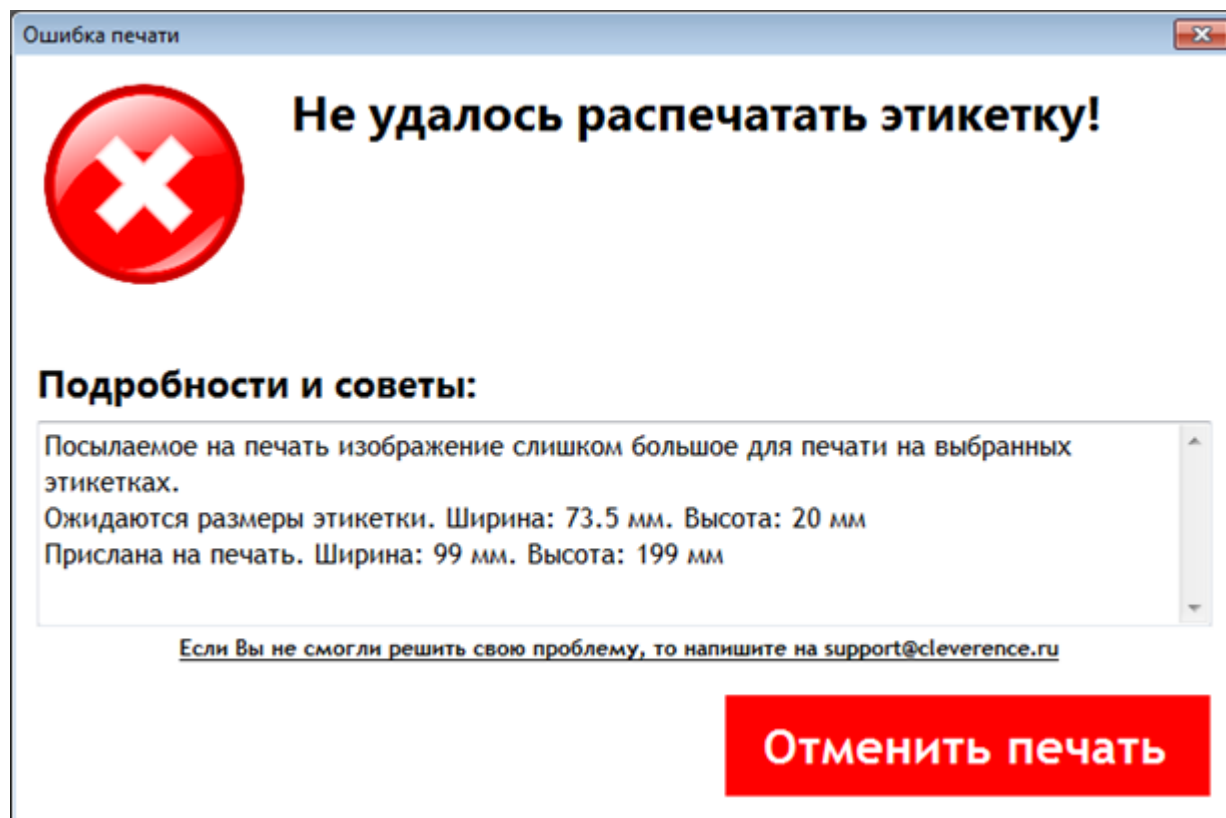 Ошибка печати
Не удалось распечатать этикетку!
Подробности и советы:
Посылаемое на печать изображение слишком большое для печати на выбранных
этикетках.
Ожидаются размеры этикетки. Ширина: 73.5 мм. Высота: 20 мм
Прислана на печать. Ширина: 99 мм. Высота: 199 мм
Если Вы не смогли решить свою проблему, то напишите на support@cleverence.ru
Отменить печать